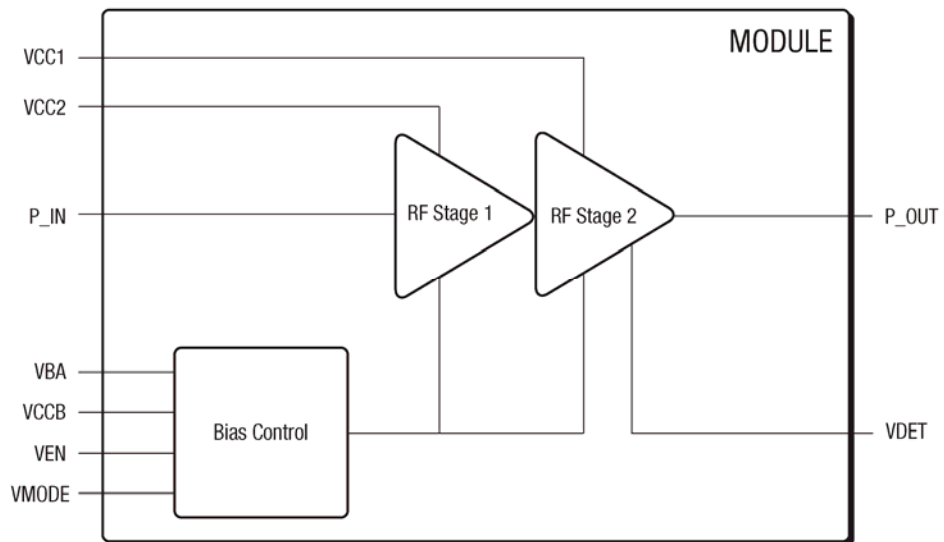 MODULE
VCC1
VCC2
P_IN
RF Stage 1
RF Stage 2
P_OUT
VBA
VCCB
VEN
VMODE
Bias Control
VDET